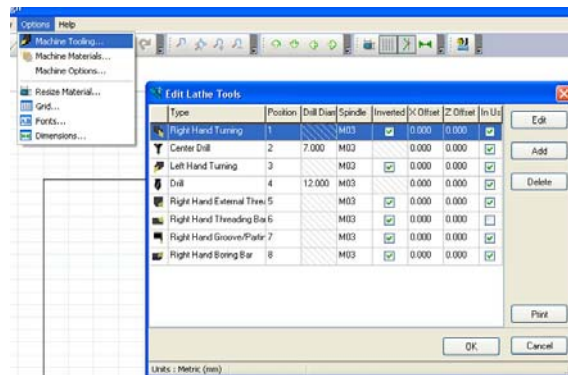 Options Help
Machine Tooling...
Machine Materials...
Machine Options...
Resize Material...
Grid...
Fonts...
Dimensions...
Edit Lathe Tools
Type Position Drill Diam Spindle Inverted X Offset Z Offset In Us
Right Hand Turning 1 M03 0.000 0.000
Center Drill 2 7.000 M03 0.000 0.000
Left Hand Turning 3 M03 0.000 0.000
Drill 4 12.000 M03 0.000 0.000
Right Hand External Threa 5 M03 0.000 0.000
Right Hand Threading Ba 6 M03 0.000 0.000
Right Hand Groove/Partin 7 M03 0.000 0.000
Right Hand Boring Bar 8 M03 0.000 0.000
Edit
Add
Delete
Print
OK Cancel
Units : Metric (mm)